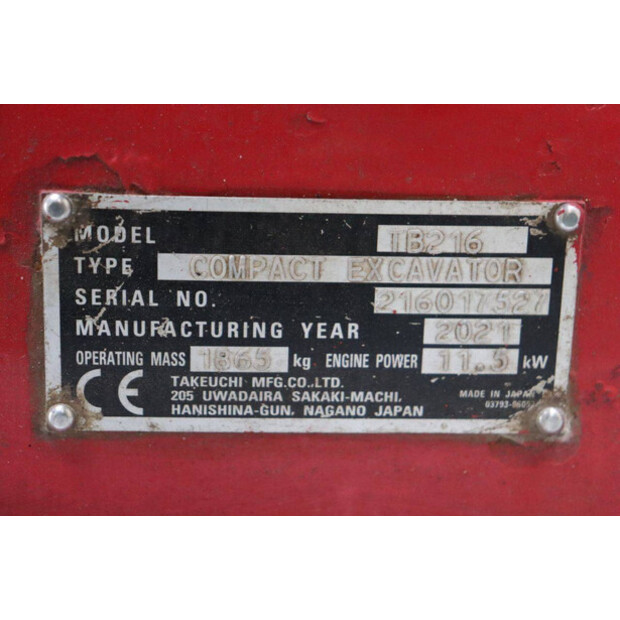 MODEL TB216
TYPE COMPACT EXCAVATOR
SERIAL NO. 216017527
MANUFACTURING YEAR 2021
OPERATING MASS 1865 kg ENGINE POWER 11.5 kW
CE TAKEUCHI MFG.CO.,LTD.
205 UWADAIRA SAKAKI-MACHI,
HANISHINA-GUN, NAGANO JAPAN
MADE IN JAPAN